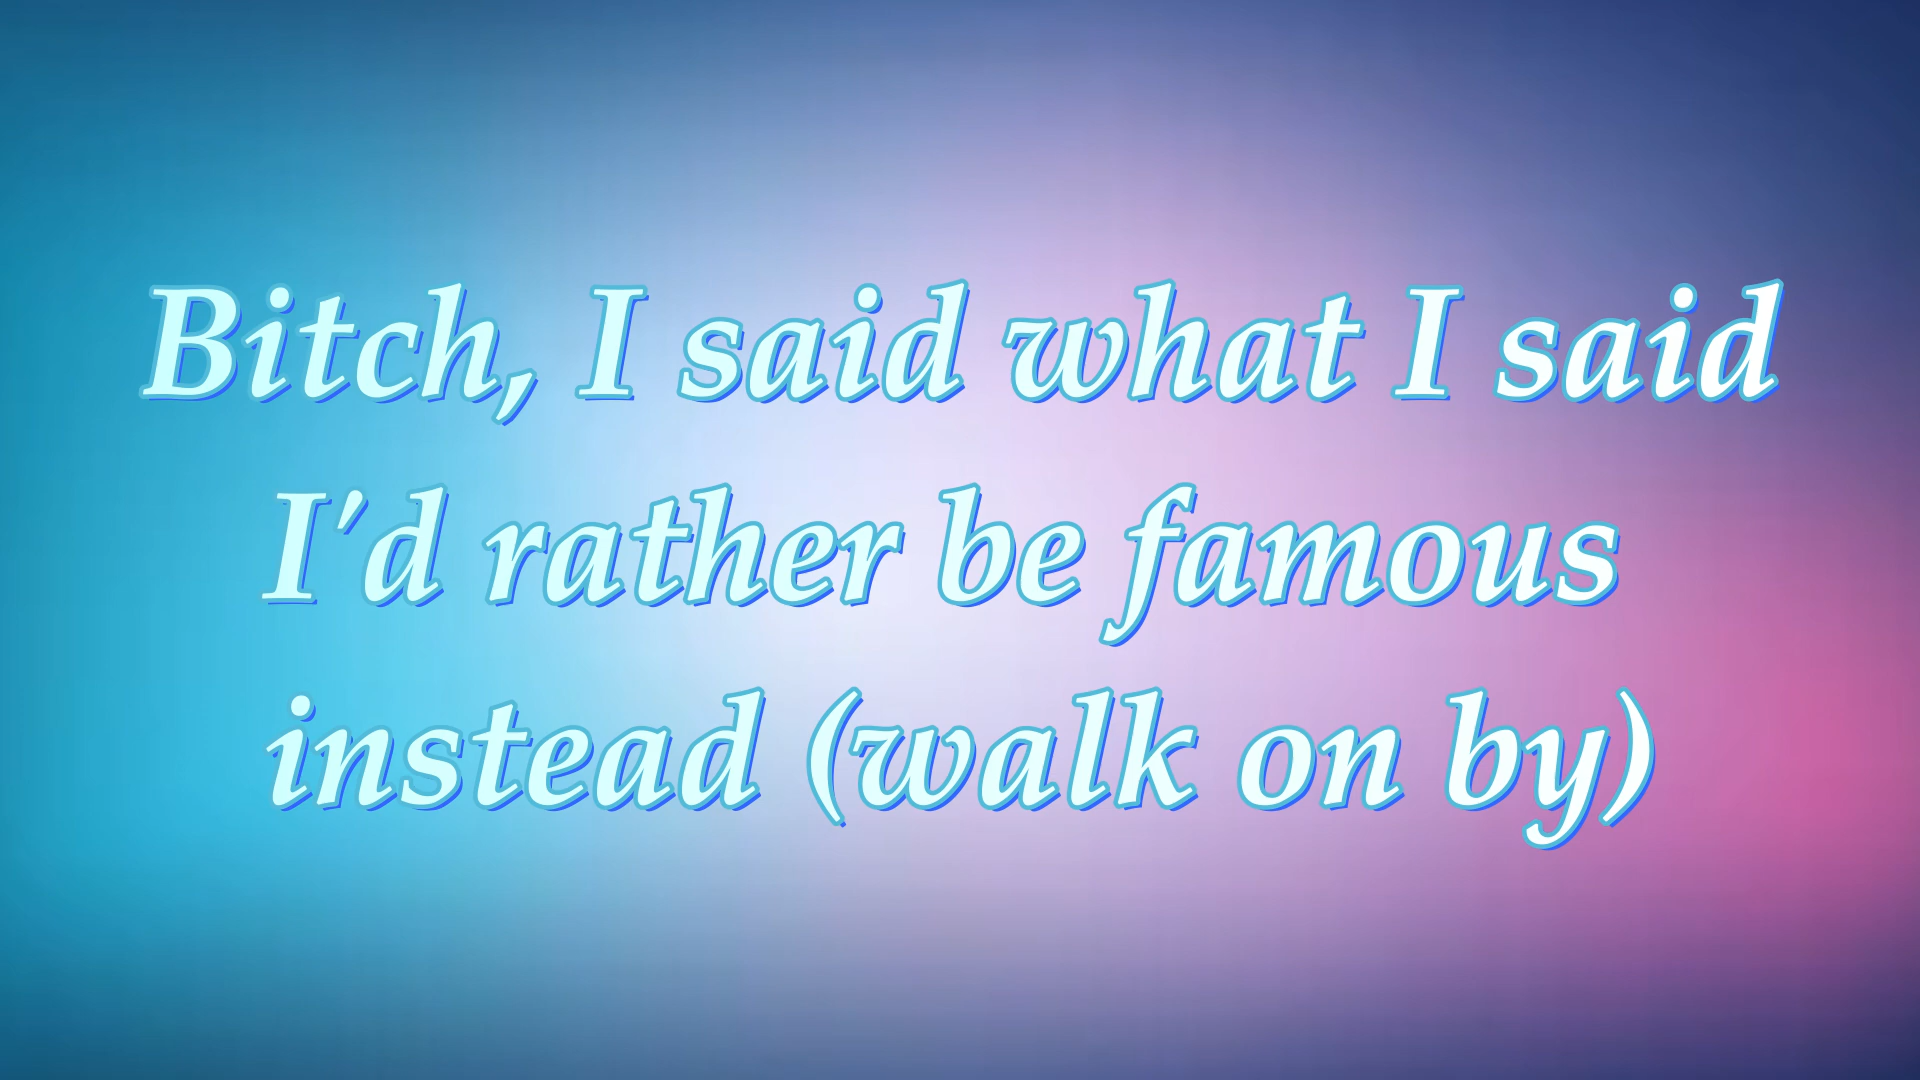 Bitch, I said what I said
I'd rather be famous
instead (walk on by)